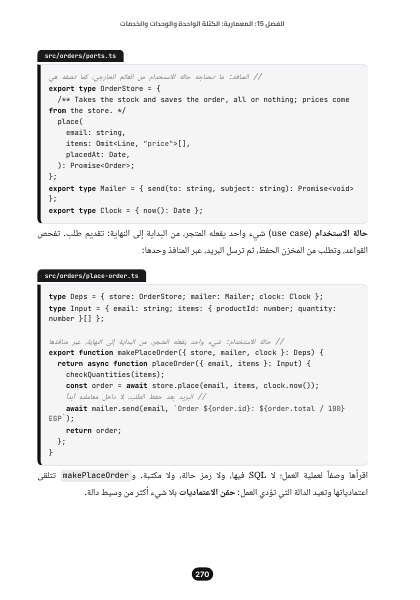 الفصل 15: المعمارية: الكتلة الواحدة والوحدات والخدمات
src/orders/ports.ts
// المنافذ: ما تحتاجه حالة الاستخدام من العالم الخارجي، كما تصفه هي
export type OrderStore = {
/** Takes the stock and saves the order, all or nothing; prices come
from the store. */
place(
email: string,
items: Omit<Line, "price">[],
placedAt: Date,
): Promise<Order>;
};
export type Mailer = { send(to: string, subject: string): Promise<void>
};
export type Clock = { now(): Date };
حالة الاستخدام (use case) شيء واحد يفعله المتجر، من البداية إلى النهاية: تقديم طلب. تفحص
القواعد، وتطلب من المخزن الحفظ، ثم ترسل البريد، عبر المنافذ وحدها:
src/orders/place-order.ts
type Deps = { store: OrderStore; mailer: Mailer; clock: Clock };
type Input = { email: string; items: { productId: number; quantity:
number }[] };
// حالة الاستخدام: شيء واحد يفعله المتجر، من البداية إلى النهاية، عبر منافذها
export function makePlaceOrder({ store, mailer, clock }: Deps) {
return async function placeOrder({ email, items }: Input) {
checkQuantities(items);
const order = await store.place(email, items, clock.now());
// البريد بعد حفظ الطلب، لا داخل معاملته أبداً
await mailer.send(email, `Order ${order.id}: ${order.total / 100}
EGP`);
return order;
};
}
اقرأها وصفاً لعملية العمل؛ لا SQL فيها، ولا رمز حالة، ولا مكتبة. وmakePlaceOrder تتلقى
اعتمادياتها وتعيد الدالة التي تؤدي العمل: حقن الاعتماديات بلا شيء أكثر من وسيط دالة.
270